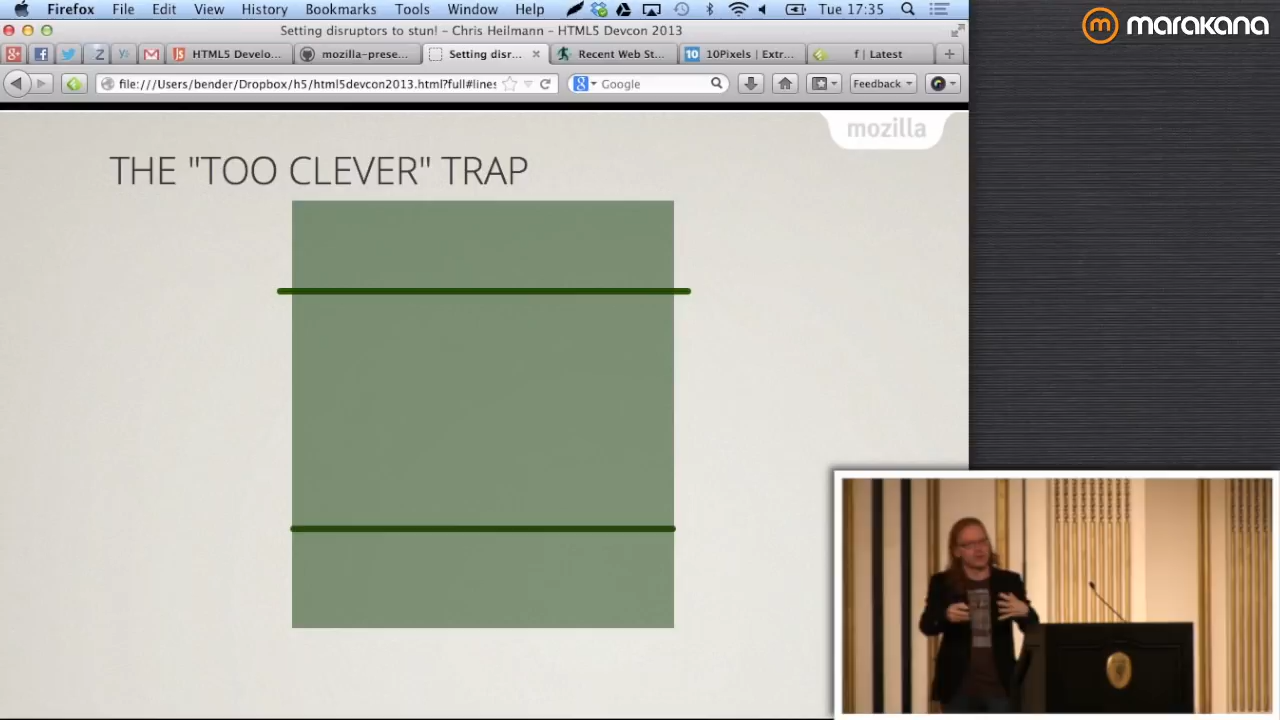 Firefox File Edit View History Bookmarks Tools Window Help Tue 17:35
marakana
Setting disruptors to stun! ~ Chris Heilmann ~ HTML5 Devcon 2013
HTML5 Develo... mozilla-prese... Setting disr... Recent Web St... 10Pixels | Extr... f | Latest
file:///Users/bender/Dropbox/h5/html5devcon2013.html?full#lines Google Feedback
mozilla
THE "TOO CLEVER" TRAP